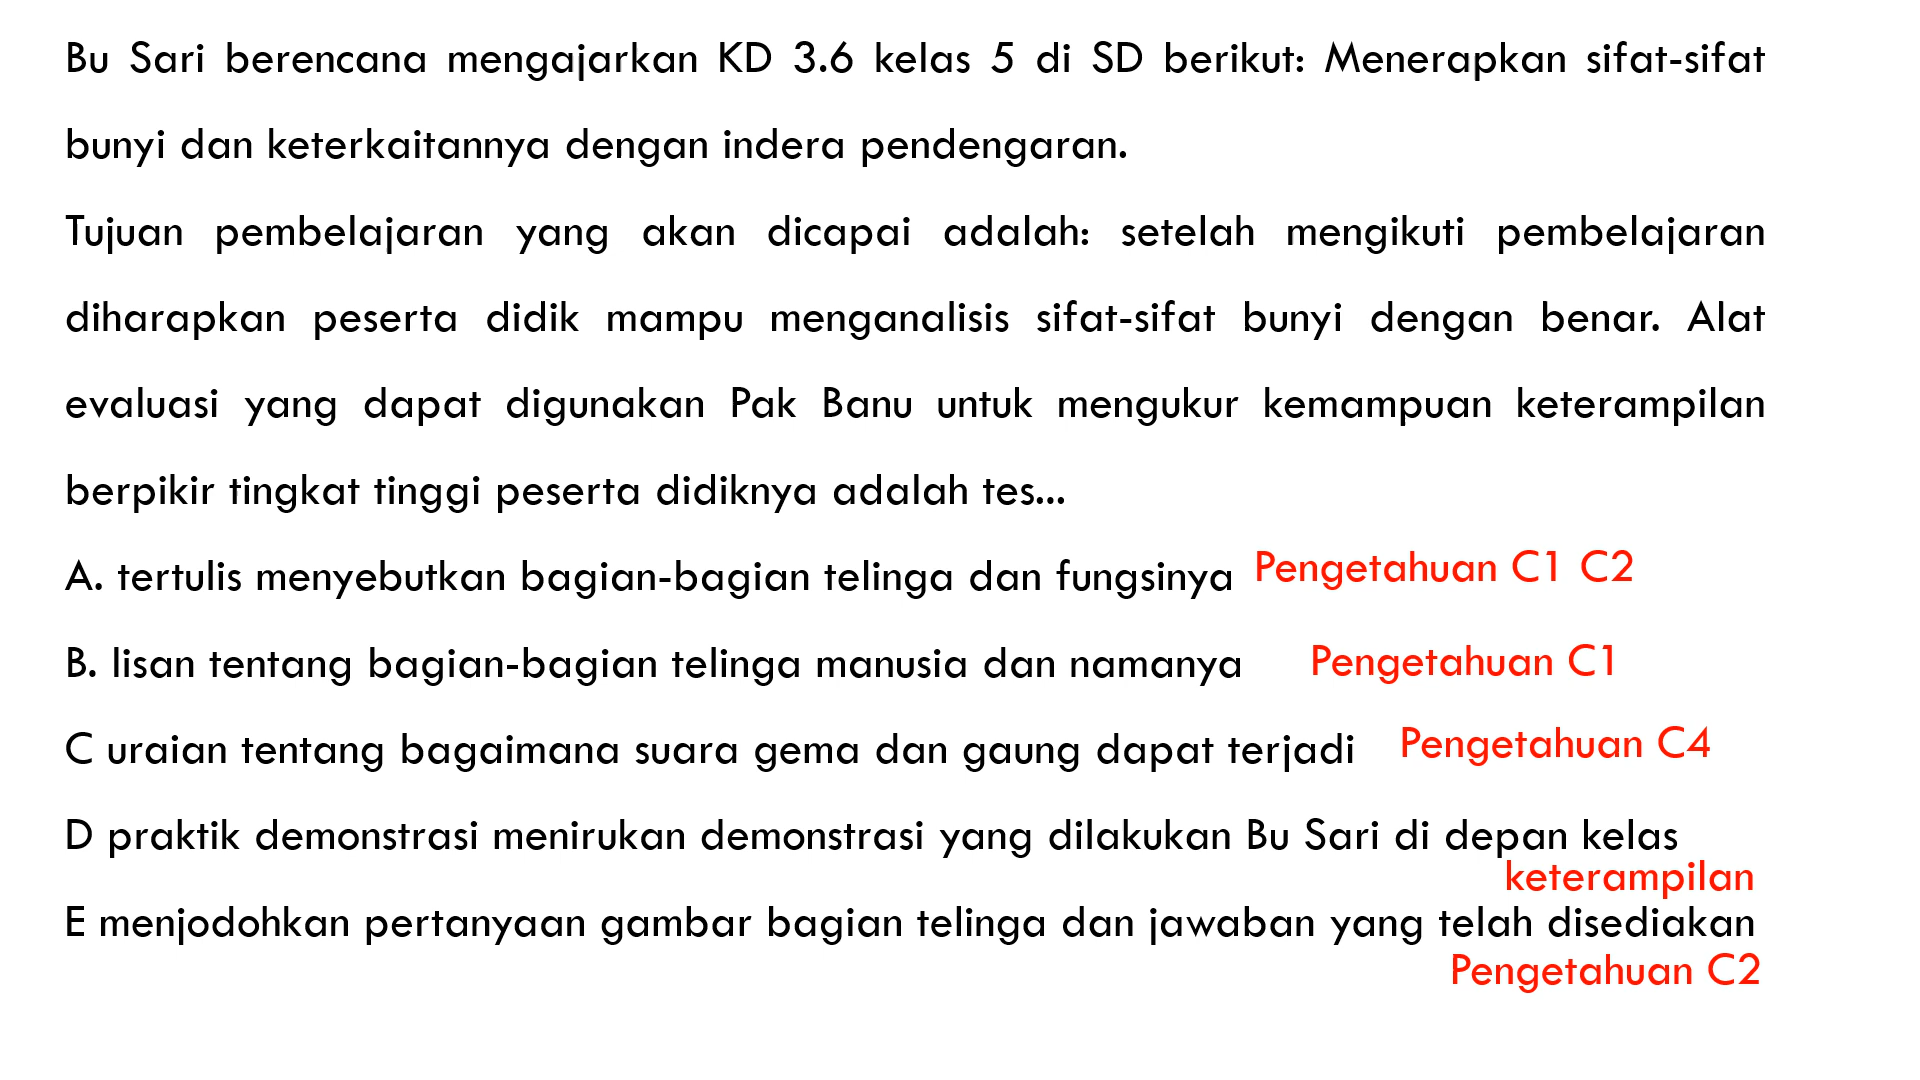 Bu Sari berencana mengajarkan KD 3.6 kelas 5 di SD berikut: Menerapkan sifat-sifat
bunyi dan keterkaitannya dengan indera pendengaran.
Tujuan pembelajaran yang akan dicapai adalah: setelah mengikuti pembelajaran
diharapkan peserta didik mampu menganalisis sifat-sifat bunyi dengan benar. Alat
evaluasi yang dapat digunakan Pak Banu untuk mengukur kemampuan keterampilan
berpikir tingkat tinggi peserta didiknya adalah tes...
A. tertulis menyebutkan bagian-bagian telinga dan fungsinya Pengetahuan C1 C2
B. lisan tentang bagian-bagian telinga manusia dan namanya Pengetahuan C1
C uraian tentang bagaimana suara gema dan gaung dapat terjadi Pengetahuan C4
D praktik demonstrasi menirukan demonstrasi yang dilakukan Bu Sari di depan kelas
keterampilan
E menjodohkan pertanyaan gambar bagian telinga dan jawaban yang telah disediakan
Pengetahuan C2